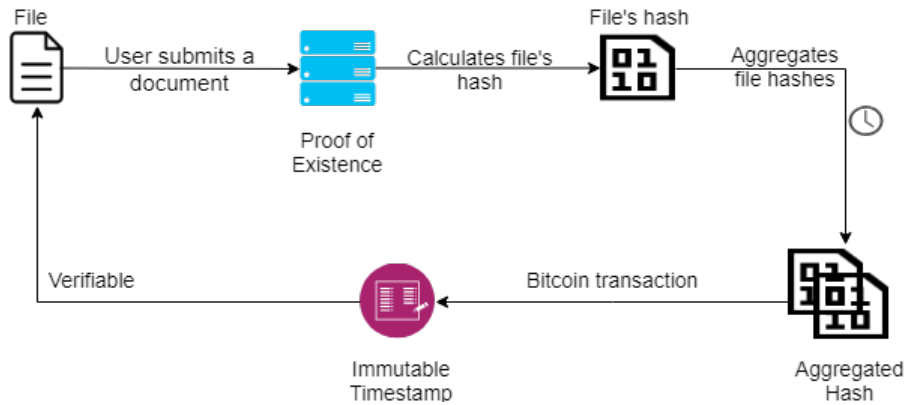 File
User submits a
document
Proof of
Existence
Calculates file's
hash
File's hash
Aggregates
file hashes
Aggregated
Hash
Bitcoin transaction
Immutable
Timestamp
Verifiable